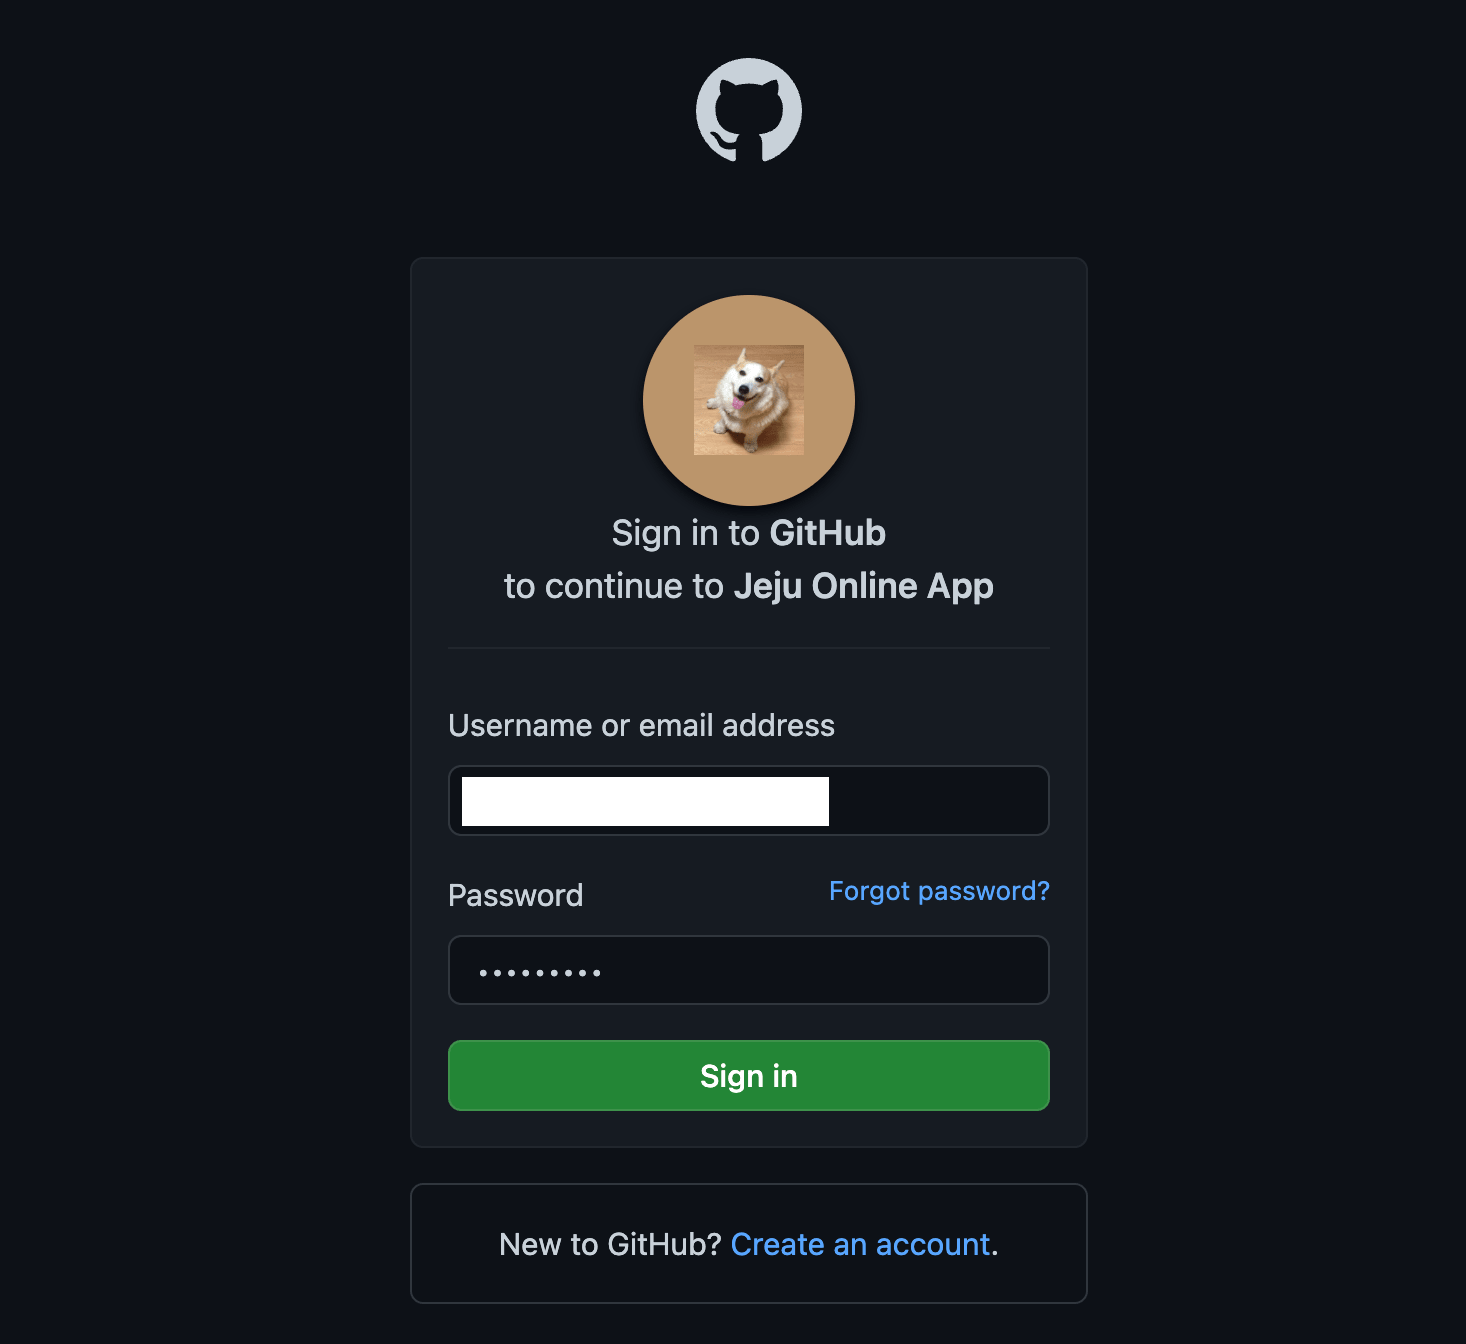 Sign in to GitHub
to continue to Jeju Online App
Username or email address
Password
Forgot password?
•••••••••
Sign in
New to GitHub? Create an account.